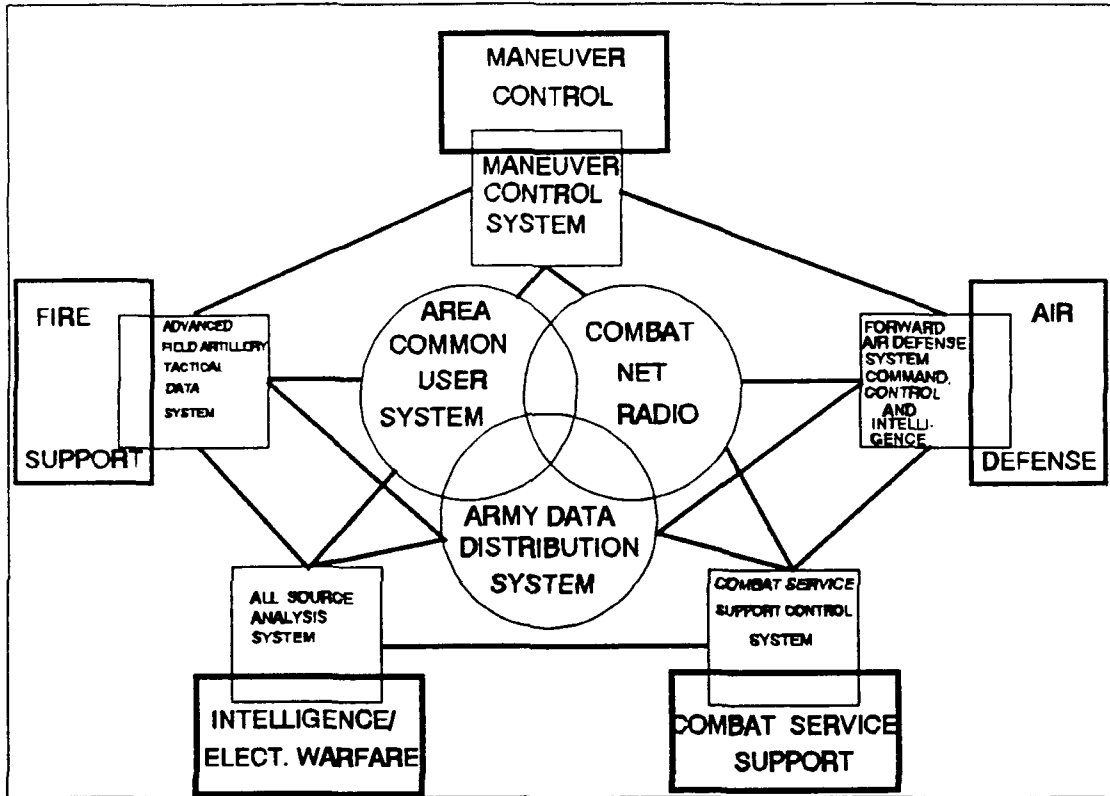 MANEUVER
CONTROL
MANEUVER
CONTROL
SYSTEM
FIRE
SUPPORT
ADVANCED
FIELD ARTILLERY
TACTICAL
DATA
SYSTEM
AREA
COMMON
USER
SYSTEM
COMBAT
NET
RADIO
FORWARD
AIR DEFENSE
SYSTEM
COMMAND,
CONTROL
AND
INTELLI-
GENCE
AIR
DEFENSE
ARMY DATA
DISTRIBUTION
SYSTEM
ALL SOURCE
ANALYSIS
SYSTEM
COMBAT SERVICE
SUPPORT CONTROL
SYSTEM
INTELLIGENCE/
ELECT. WARFARE
COMBAT SERVICE
SUPPORT